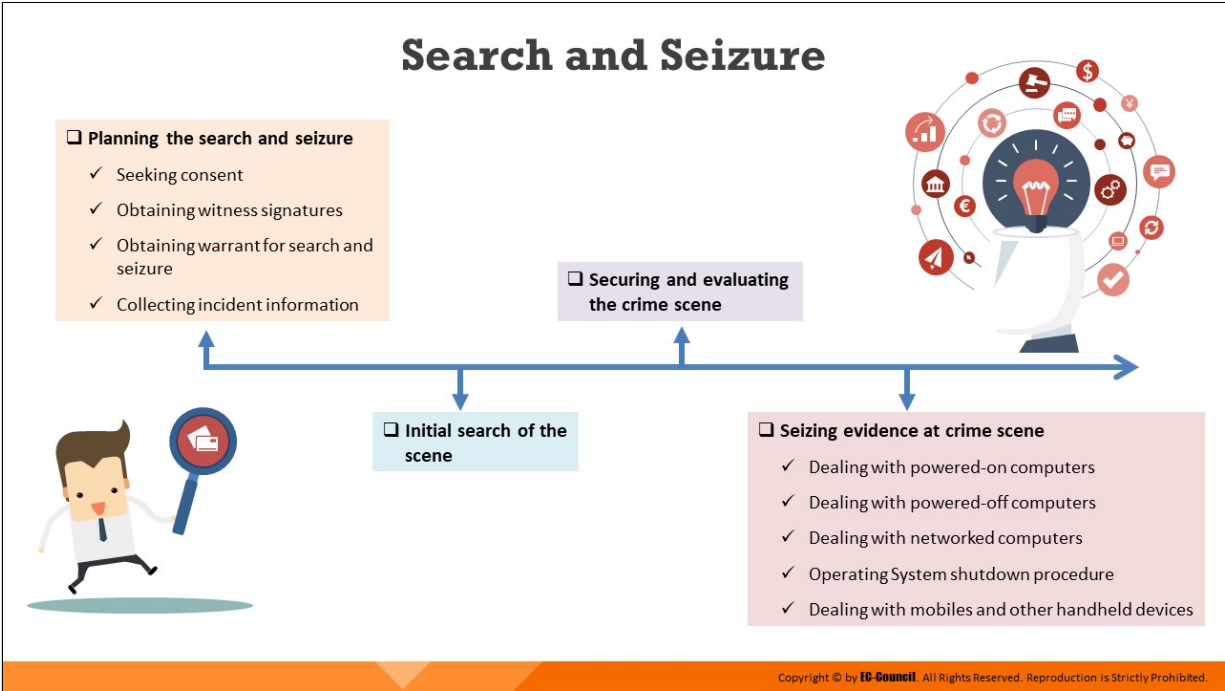 Search and Seizure
❑ Planning the search and seizure
✓ Seeking consent
✓ Obtaining witness signatures
✓ Obtaining warrant for search and
seizure
✓ Collecting incident information
❑ Initial search of the
scene
❑ Securing and evaluating
the crime scene
❑ Seizing evidence at crime scene
✓ Dealing with powered-on computers
✓ Dealing with powered-off computers
✓ Dealing with networked computers
✓ Operating System shutdown procedure
✓ Dealing with mobiles and other handheld devices
$
¥
€
Copyright © by EC-Council. All Rights Reserved. Reproduction is Strictly Prohibited.